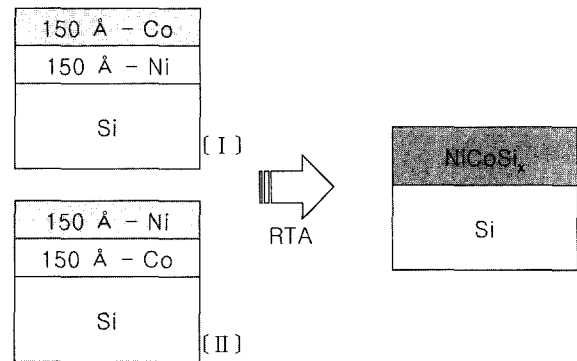 150 Å - Co
150 Å - Ni
Si
〔Ⅰ〕
150 Å - Ni
150 Å - Co
Si
〔Ⅱ〕
RTA
NiCoSiₓ
Si